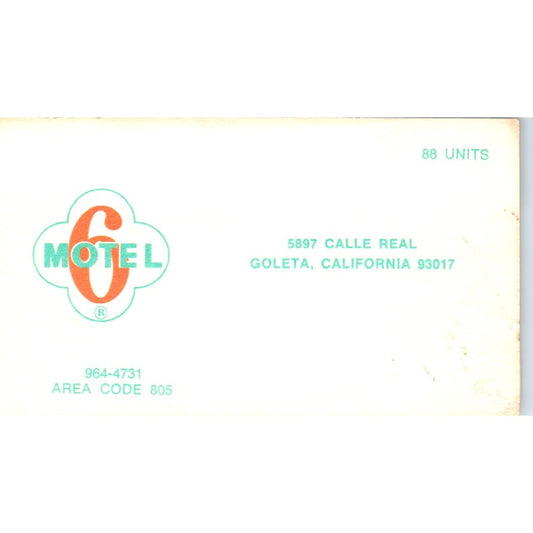 88 UNITS
6
MOTEL
®
5897 CALLE REAL
GOLETA, CALIFORNIA 93017
964-4731
AREA CODE 805